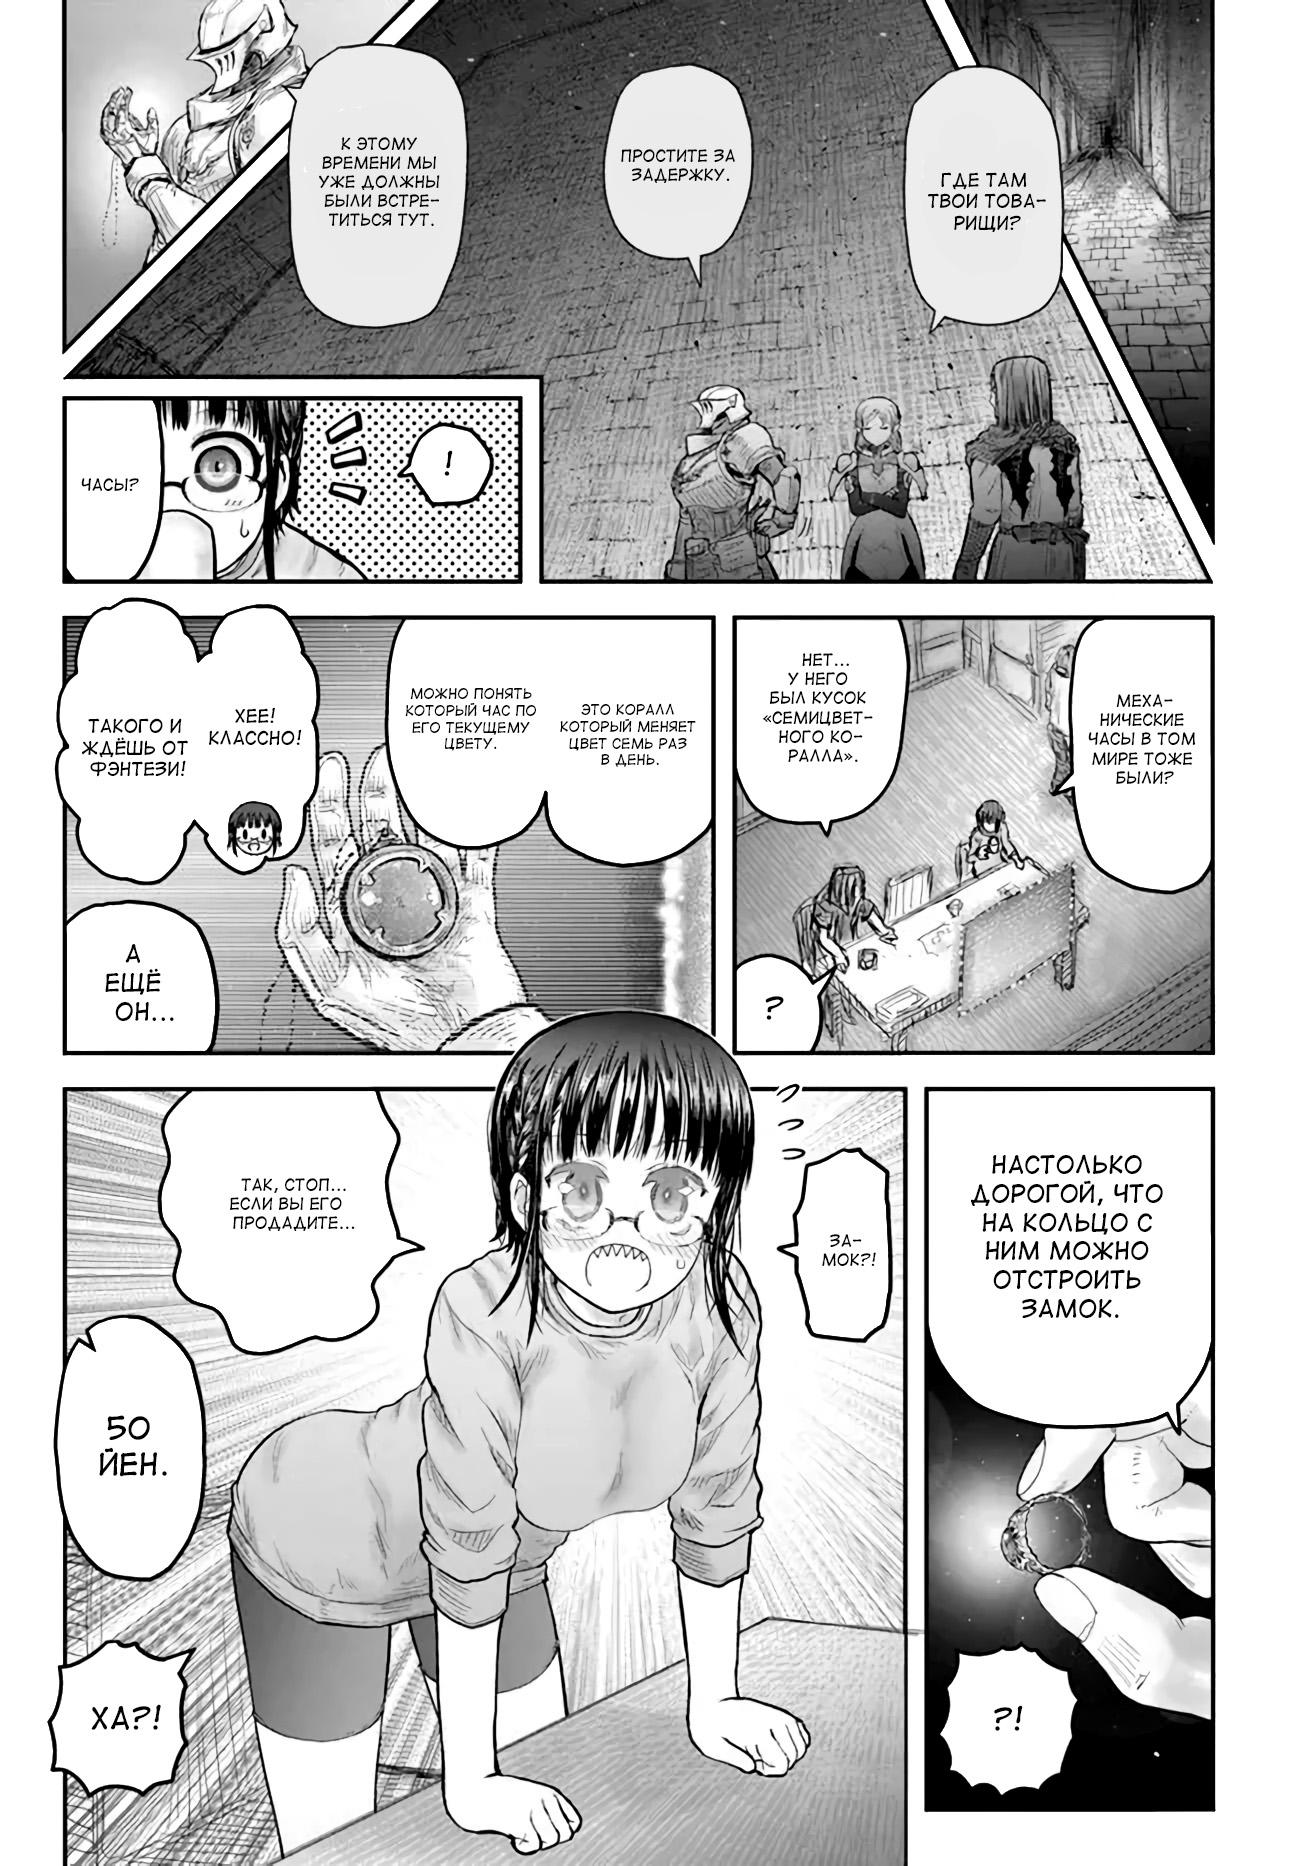 ГДЕ ТАМ
ТВОИ ТОВА-
РИЩИ?
ПРОСТИТЕ ЗА
ЗАДЕРЖКУ.
К ЭТОМУ
ВРЕМЕНИ МЫ
УЖЕ ДОЛЖНЫ
БЫЛИ ВСТРЕ-
ТИТЬСЯ ТУТ.
!
ЧАСЫ?
МЕХА-
НИЧЕСКИЕ
ЧАСЫ В ТОМ
МИРЕ ТОЖЕ
БЫЛИ?
НЕТ...
У НЕГО
БЫЛ КУСОК
«СЕМИЦВЕТ-
НОГО КО-
РАЛЛА».
?
ЭТО КОРАЛЛ
КОТОРЫЙ МЕНЯЕТ
ЦВЕТ СЕМЬ РАЗ
В ДЕНЬ.
МОЖНО ПОНЯТЬ
КОТОРЫЙ ЧАС ПО
ЕГО ТЕКУЩЕМУ
ЦВЕТУ.
ХЕЕ!
КЛАССНО!
ТАКОГО И
ЖДЁШЬ ОТ
ФЭНТЕЗИ!
А
ЕЩЁ
ОН...
НАСТОЛЬКО
ДОРОГОЙ, ЧТО
НА КОЛЬЦО С
НИМ МОЖНО
ОТСТРОИТЬ
ЗАМОК.
?!
ЗА-
МОК?!
ТАК, СТОП...
ЕСЛИ ВЫ ЕГО
ПРОДАДИТЕ...
50
ЙЕН.
ХА?!